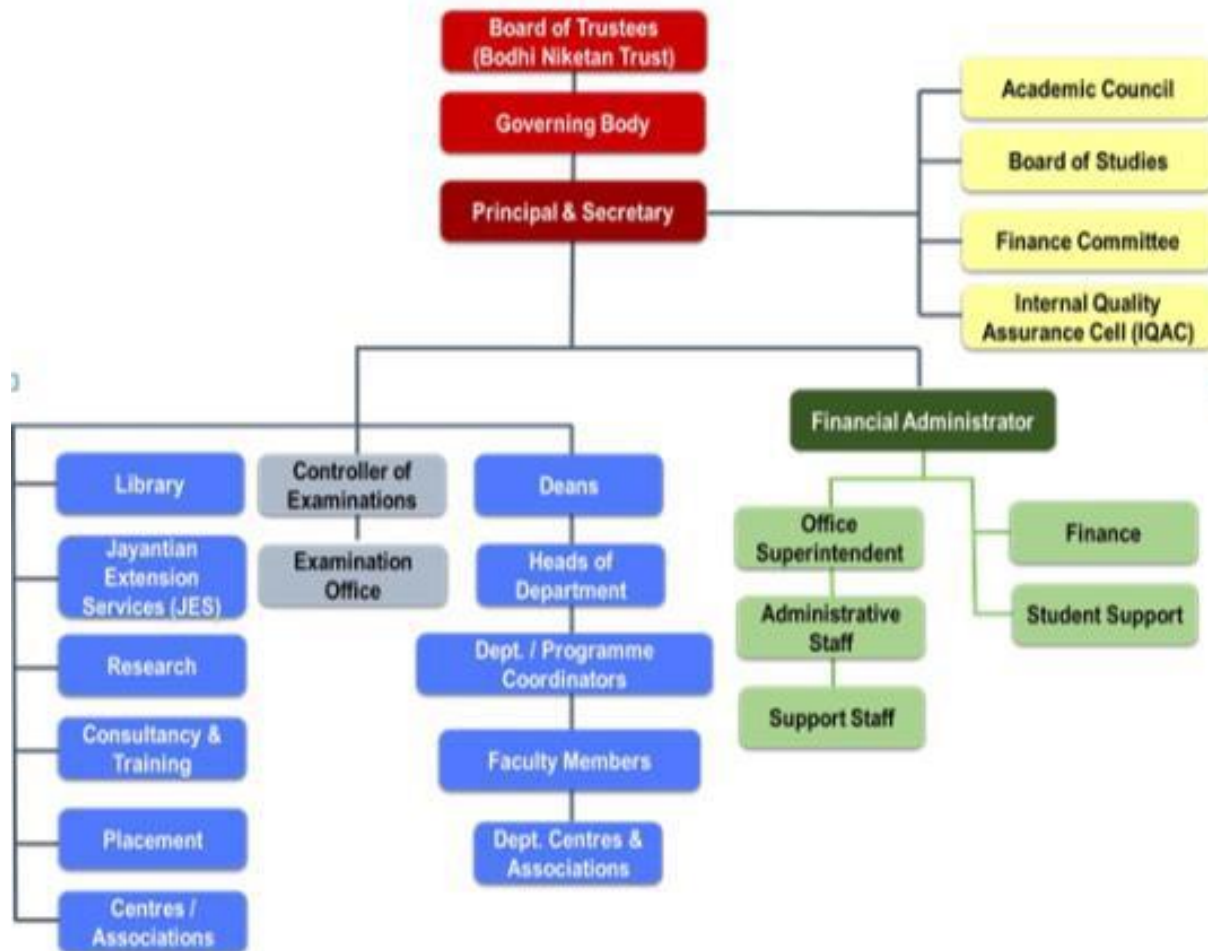 Board of Trustees
(Bodhi Niketan Trust)
Governing Body
Principal & Secretary
Academic Council
Board of Studies
Finance Committee
Internal Quality
Assurance Cell (IQAC)
Financial Administrator
Library
Jayantian
Extension
Services (JES)
Research
Consultancy &
Training
Placement
Centres /
Associations
Controller of
Examinations
Examination
Office
Deans
Heads of
Department
Dept. / Programme
Coordinators
Faculty Members
Dept. Centres &
Associations
Office
Superintendent
Administrative
Staff
Support Staff
Finance
Student Support